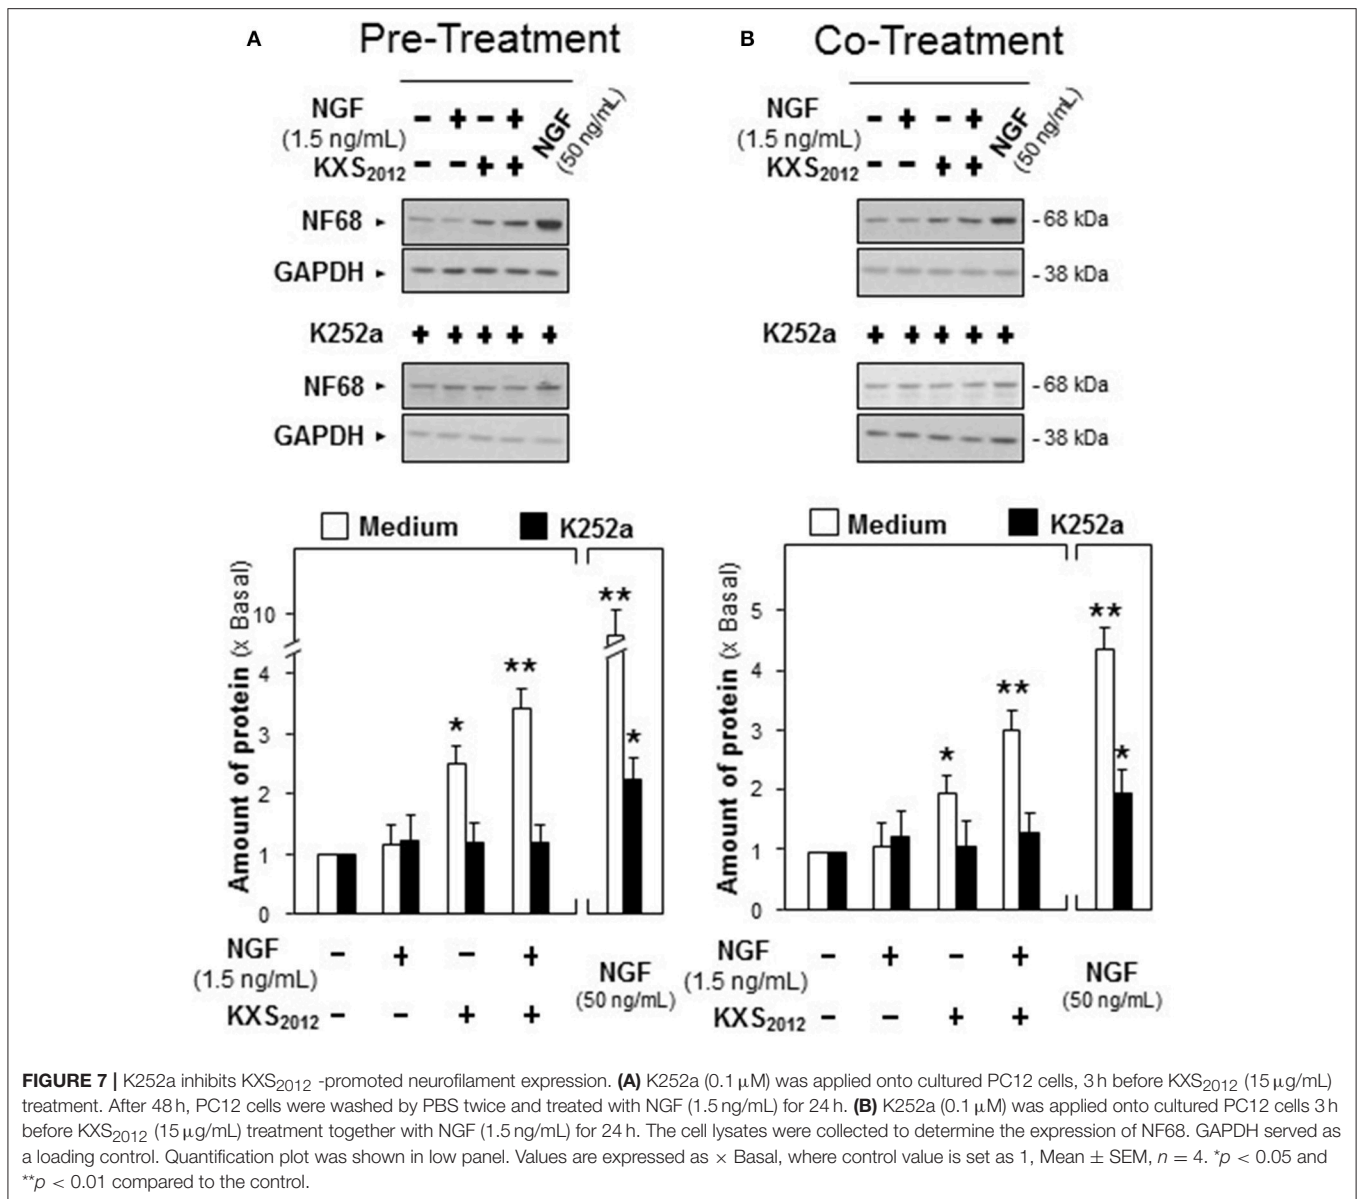 A Pre-Treatment
NGF - + - + NGF
(1.5 ng/mL) (50 ng/mL)
KXS2012 - - + +
NF68 ►
GAPDH ►
K252a + + + + +
NF68 ►
GAPDH ►
Medium K252a
Amount of protein (x Basal)
10
4
3
2
1
0
** 
**
*
*
NGF - + - +
(1.5 ng/mL)
KXS2012 - - + +
NGF
(50 ng/mL)
B Co-Treatment
NGF - + - + NGF
(1.5 ng/mL) (50 ng/mL)
KXS2012 - - + +
- 68 kDa
- 38 kDa
K252a + + + + +
- 68 kDa
- 38 kDa
Medium K252a
Amount of protein (x Basal)
5
4
3
2
1
0
**
**
*
*
NGF - + - +
(1.5 ng/mL)
KXS2012 - - + +
NGF
(50 ng/mL)
FIGURE 7 | K252a inhibits KXS2012 -promoted neurofilament expression. (A) K252a (0.1 μM) was applied onto cultured PC12 cells, 3 h before KXS2012 (15 μg/mL)
treatment. After 48 h, PC12 cells were washed by PBS twice and treated with NGF (1.5 ng/mL) for 24 h. (B) K252a (0.1 μM) was applied onto cultured PC12 cells 3 h
before KXS2012 (15 μg/mL) treatment together with NGF (1.5 ng/mL) for 24 h. The cell lysates were collected to determine the expression of NF68. GAPDH served as
a loading control. Quantification plot was shown in low panel. Values are expressed as × Basal, where control value is set as 1, Mean ± SEM, n = 4. *p < 0.05 and
**p < 0.01 compared to the control.